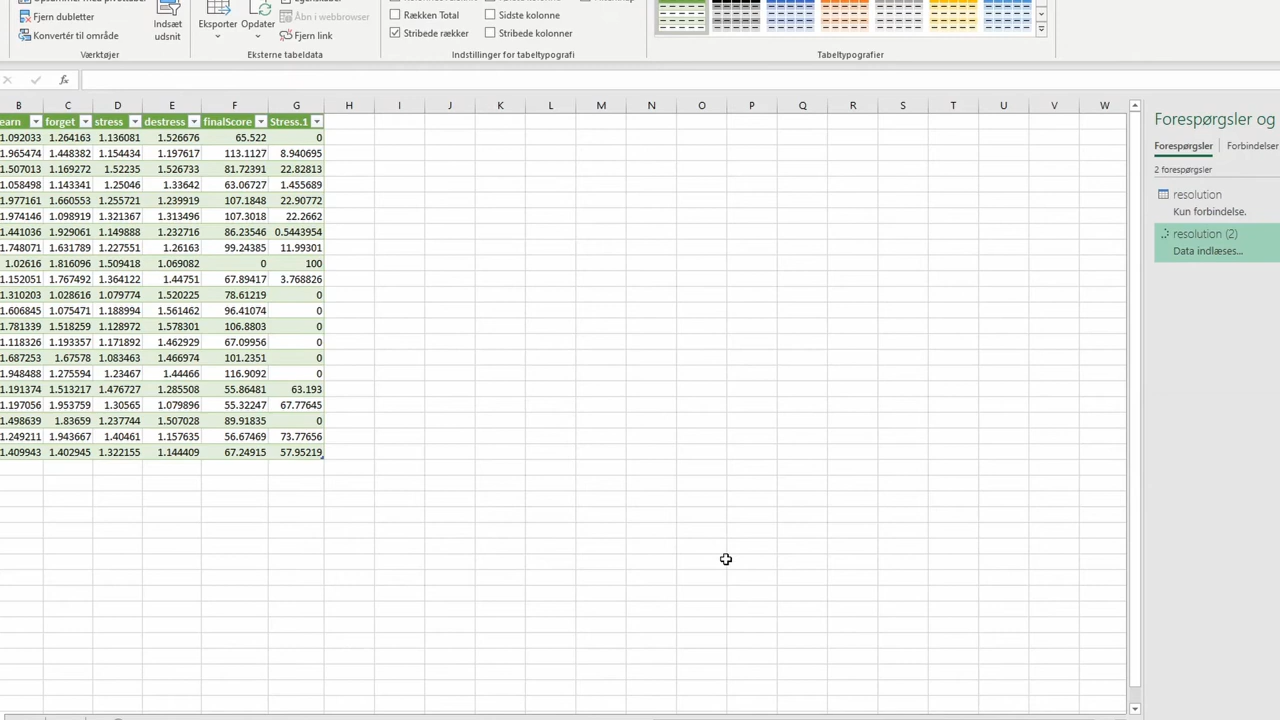 Fjern dubletter
Konvertér til område
Værktøjer
Indsæt
udsnit
Eksporter
Opdater
Åbn i webbrowser
Fjern link
Eksterne tabeldata
Rækken Total
Sidste kolonne
Stribede rækker
Stribede kolonner
Indstillinger for tabeltypografi
Tabeltypografier
fx
B C D E F G H I J K L M N O P Q R S T U V W
earn forget stress destress finalScore Stress.1
1.092033 1.264163 1.136081 1.526676 65.522 0
1.965474 1.448382 1.154434 1.197617 113.1127 8.940695
1.507013 1.169272 1.52235 1.526733 81.72391 22.82813
1.058498 1.143341 1.25046 1.33642 63.06727 1.455689
1.977161 1.660553 1.255721 1.239919 107.1848 22.90772
1.974146 1.098919 1.321367 1.313496 107.3018 22.2662
1.441036 1.929061 1.149888 1.232716 86.23546 0.5443954
1.748071 1.631789 1.227551 1.26163 99.24385 11.99301
1.02616 1.816096 1.509418 1.069082 0 100
1.152051 1.767492 1.364122 1.44751 67.89417 3.768826
1.310203 1.028616 1.079774 1.520225 78.61219 0
1.606845 1.075471 1.188994 1.561462 96.41074 0
1.781339 1.518259 1.128972 1.578301 106.8803 0
1.118326 1.193357 1.171892 1.462929 67.09956 0
1.687253 1.67578 1.083463 1.466974 101.2351 0
1.948488 1.275594 1.23467 1.44466 116.9092 0
1.191374 1.513217 1.476727 1.285508 55.86481 63.193
1.197056 1.953759 1.30565 1.079896 55.32247 67.77645
1.498639 1.83659 1.237744 1.507028 89.91835 0
1.249211 1.943667 1.40461 1.157635 56.67469 73.77656
1.409943 1.402945 1.322155 1.144409 67.24915 57.95219
Forespørgsler og
Forespørgsler Forbindelser
2 forespørgsler
resolution
Kun forbindelse.
resolution (2)
Data indlæses...